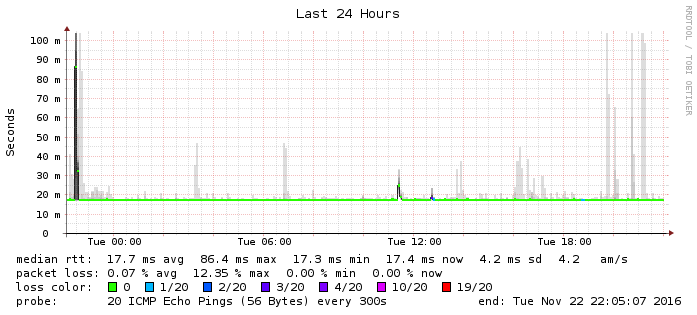 Last 24 Hours
RRDTOOL / TOBI OETIKER
Seconds
100 m
90 m
80 m
70 m
60 m
50 m
40 m
30 m
20 m
10 m
0
Tue 00:00 Tue 06:00 Tue 12:00 Tue 18:00
median rtt: 17.7 ms avg 86.4 ms max 17.3 ms min 17.4 ms now 4.2 ms sd 4.2 am/s
packet loss: 0.07 % avg 12.35 % max 0.00 % min 0.00 % now
loss color: 0 1/20 2/20 3/20 4/20 10/20 19/20
probe: 20 ICMP Echo Pings (56 Bytes) every 300s end: Tue Nov 22 22:05:07 2016